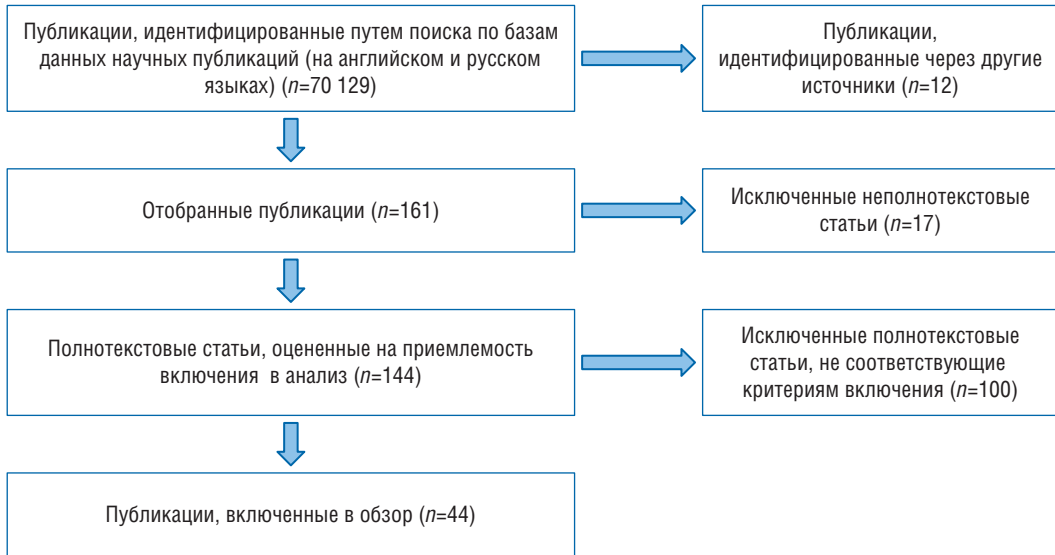 Публикации, идентифицированные путем поиска по базам
данных научных публикаций (на английском и русском
языках) (n=70 129)
Публикации,
идентифицированные через другие
источники (n=12)
Отобранные публикации (n=161)
Исключенные неполнотекстовые
статьи (n=17)
Полнотекстовые статьи, оцененные на приемлемость
включения в анализ (n=144)
Исключенные полнотекстовые
статьи, не соответствующие
критериям включения (n=100)
Публикации, включенные в обзор (n=44)